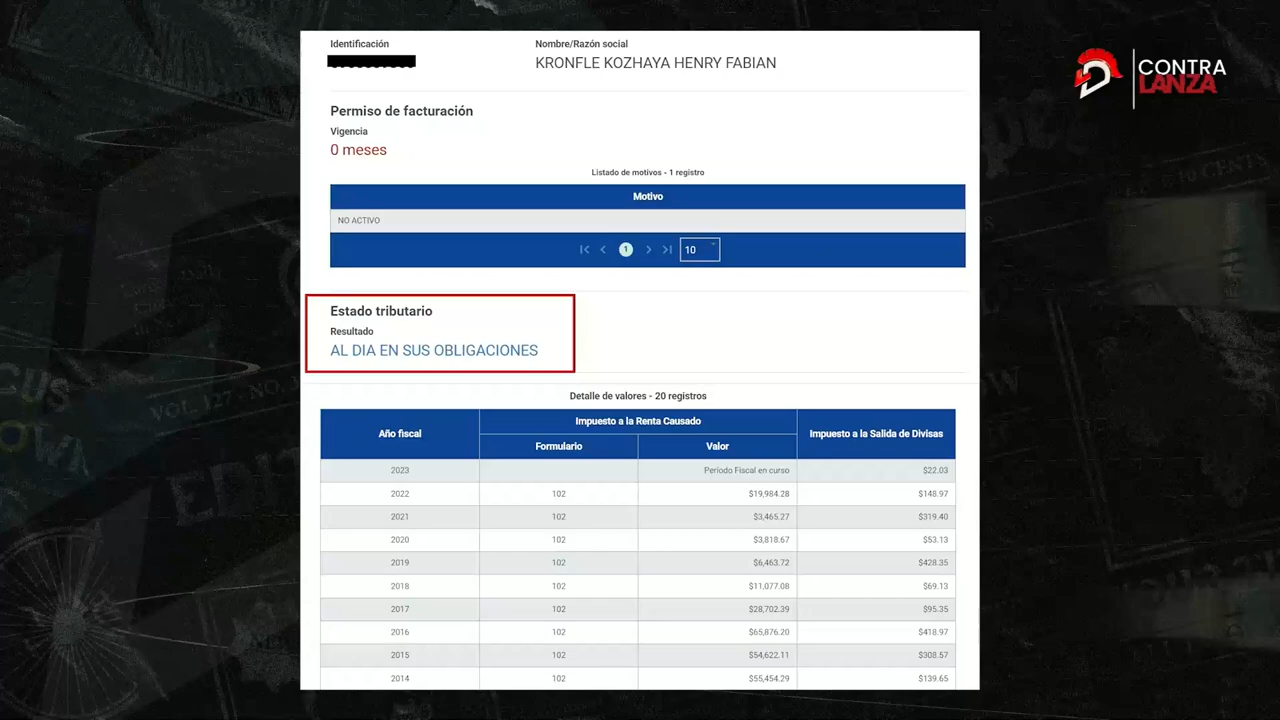 Identificación
Nombre/Razón social
KRONFLE KOZHAYA HENRY FABIAN
CONTRA
LANZA
Permiso de facturación
Vigencia
0 meses
Listado de motivos - 1 registro
Motivo
NO ACTIVO
1
10
Estado tributario
Resultado
AL DIA EN SUS OBLIGACIONES
Detalle de valores - 20 registros
Año fiscal
Impuesto a la Renta Causado
Impuesto a la Salida de Divisas
Formulario Valor
2023 Período Fiscal en curso $22.03
2022 102 $19,984.28 $148.97
2021 102 $3,465.27 $319.40
2020 102 $3,818.67 $53.13
2019 102 $6,463.72 $428.35
2018 102 $11,077.08 $69.13
2017 102 $28,702.39 $95.35
2016 102 $65,876.20 $418.97
2015 102 $54,622.11 $308.57
2014 102 $55,454.29 $139.65
VOL. 127 . NO.